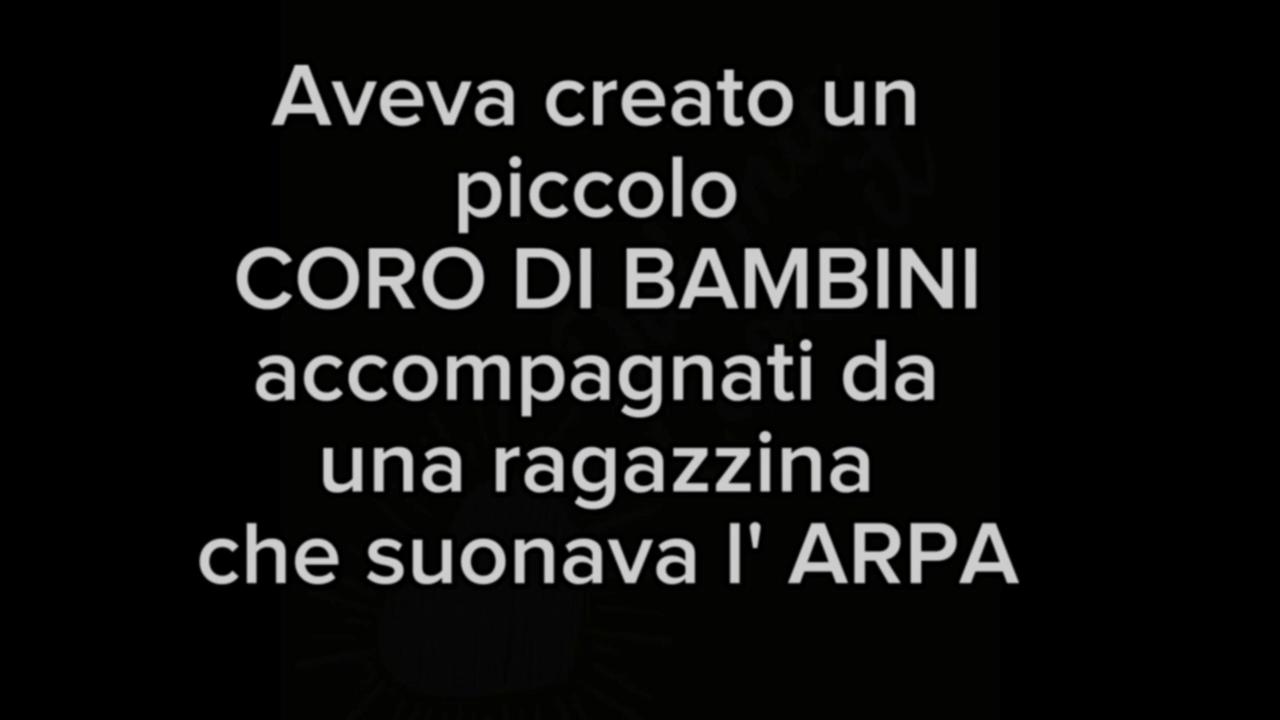 Aveva creato un
piccolo
CORO DI BAMBINI
accompagnati da
una ragazzina
che suonava l' ARPA